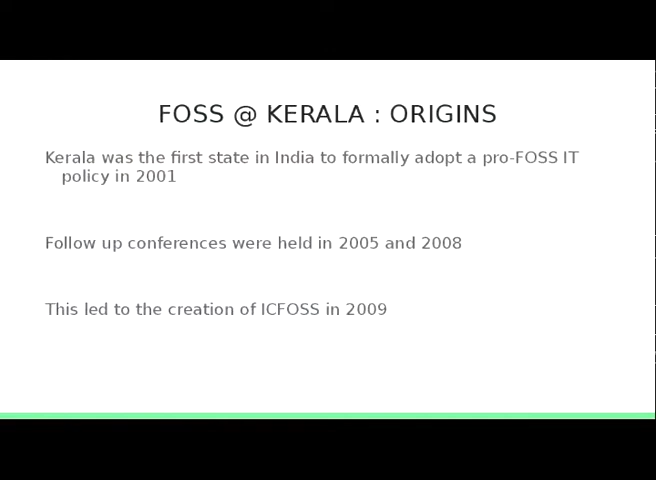 FOSS @ KERALA : ORIGINS
Kerala was the first state in India to formally adopt a pro-FOSS IT
policy in 2001
Follow up conferences were held in 2005 and 2008
This led to the creation of ICFOSS in 2009